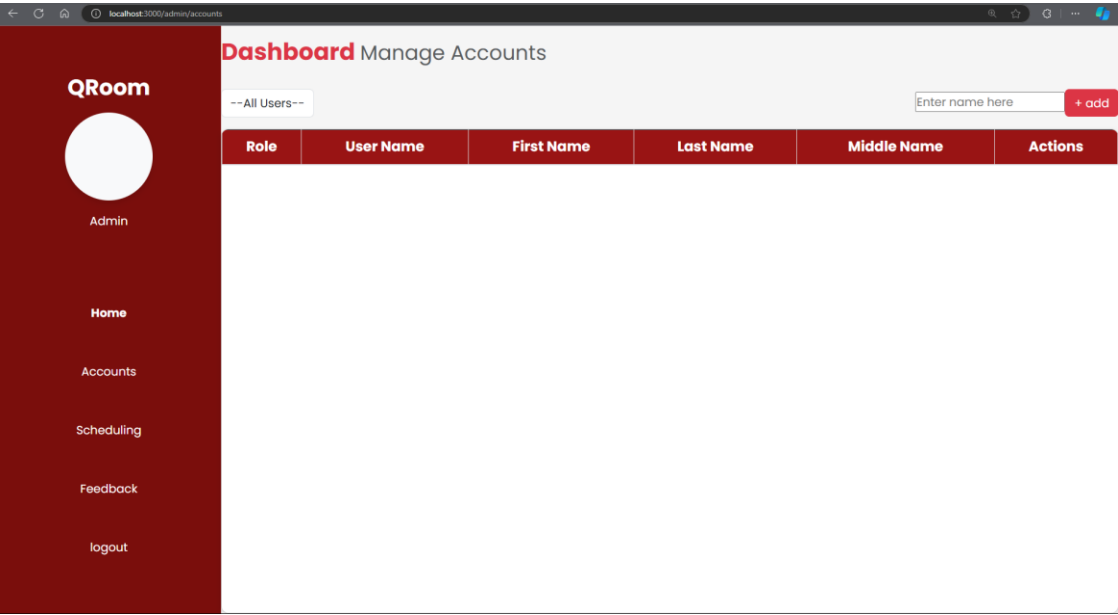 localhost:3000/admin/accounts
QRoom
Admin
Home
Accounts
Scheduling
Feedback
logout
Dashboard Manage Accounts
--All Users--
Enter name here
+ add
Role User Name First Name Last Name Middle Name Actions